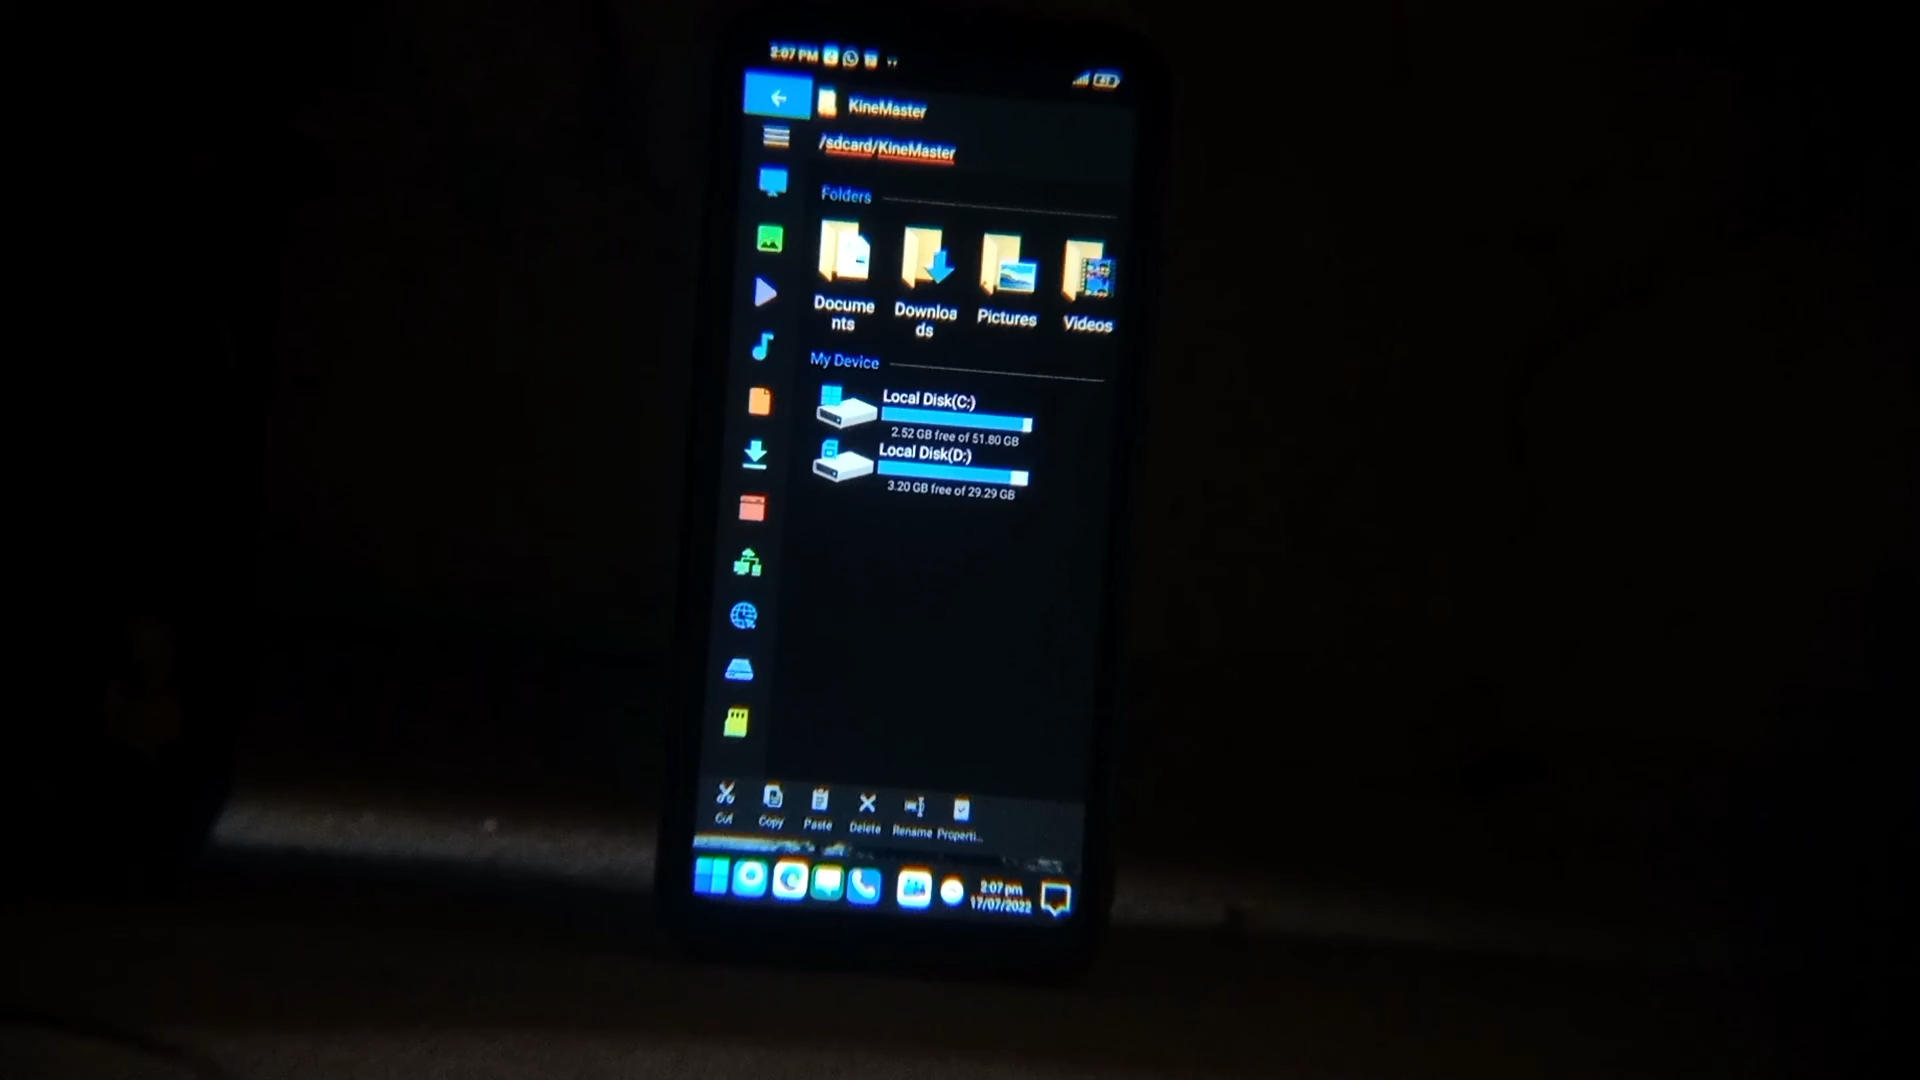 2:07 PM
KineMaster
/sdcard/KineMaster
Folders
Docume
nts
Downloa
ds
Pictures
Videos
My Device
Local Disk(C:)
2.52 GB free of 51.80 GB
Local Disk(D:)
3.20 GB free of 29.29 GB
Cut
Copy
Paste
Delete
Rename
Properti...
2:07 pm
17/07/2022